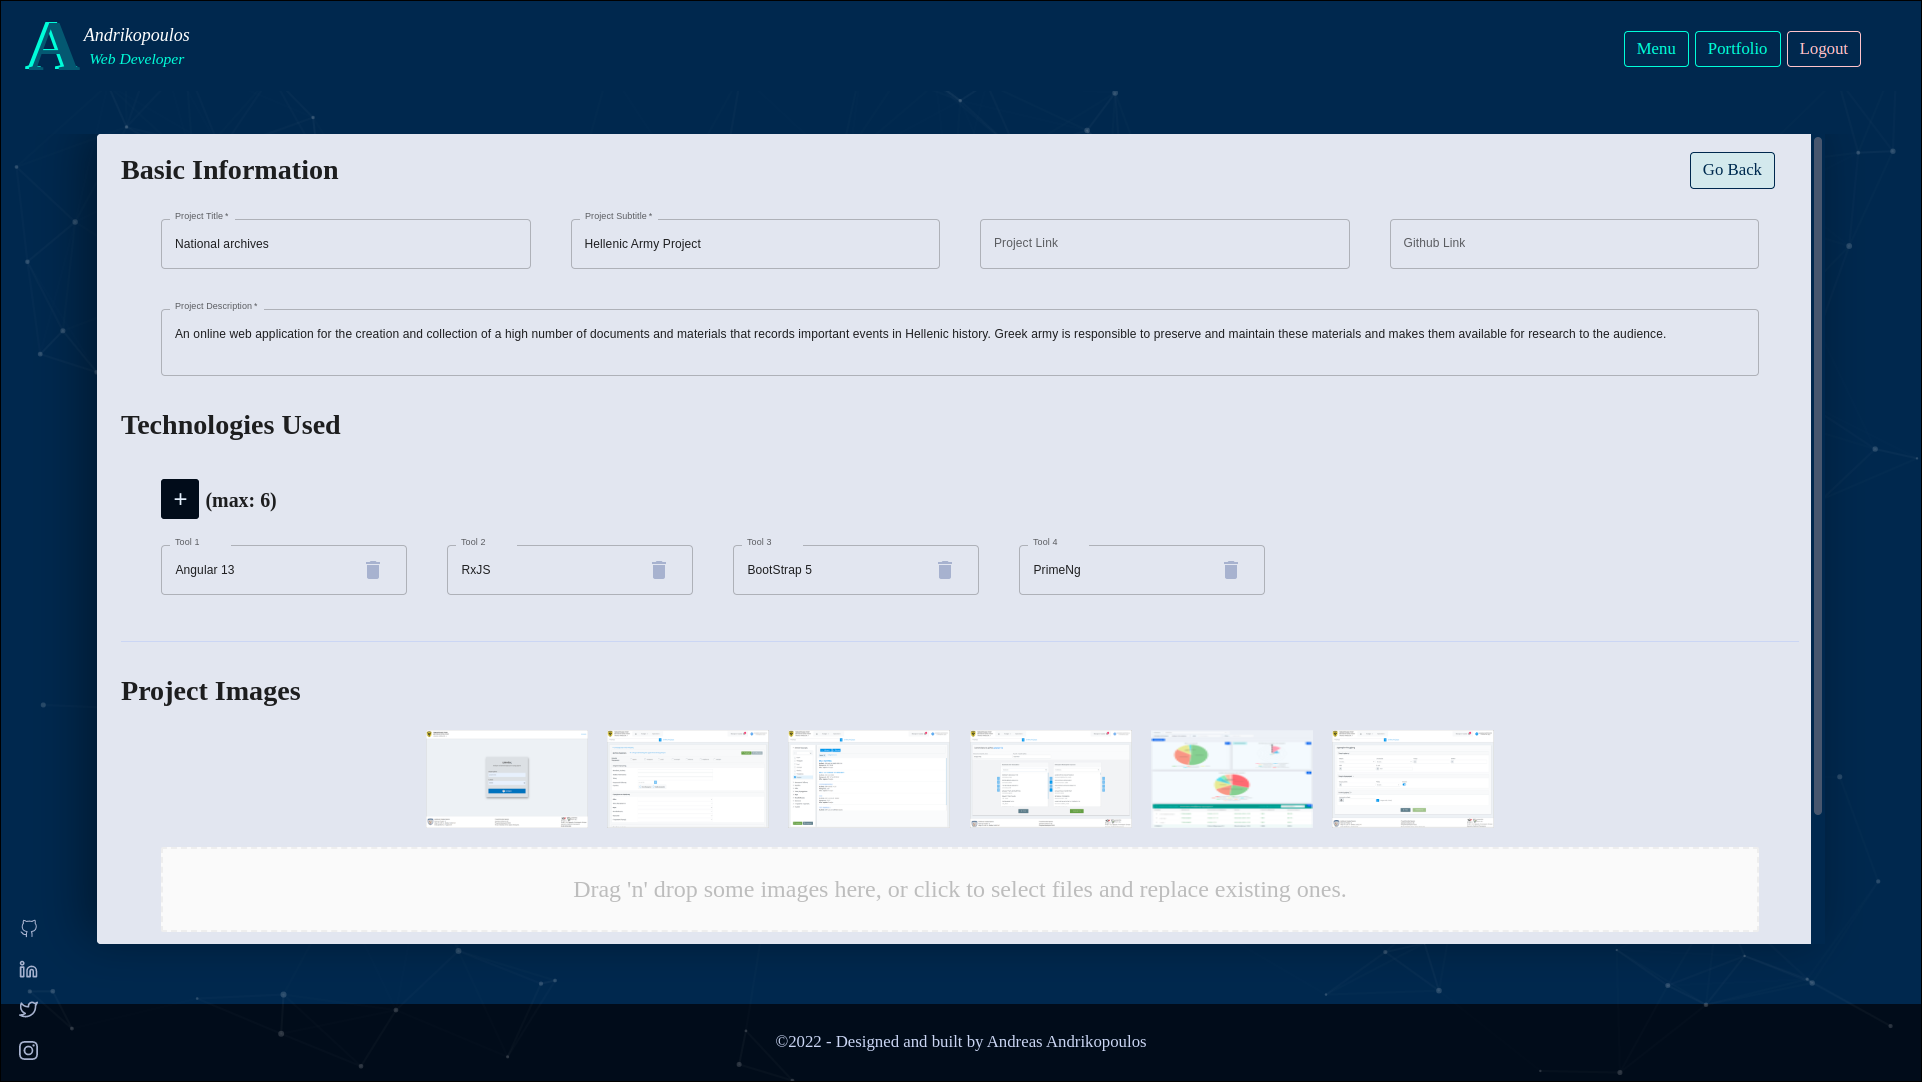 Andrikopoulos
Web Developer
Menu
Portfolio
Logout
Basic Information
Go Back
Project Title *
National archives
Project Subtitle *
Hellenic Army Project
Project Link
Github Link
Project Description *
An online web application for the creation and collection of a high number of documents and materials that records important events in Hellenic history. Greek army is responsible to preserve and maintain these materials and makes them available for research to the audience.
Technologies Used
+ (max: 6)
Tool 1
Angular 13
Tool 2
RxJS
Tool 3
BootStrap 5
Tool 4
PrimeNg
Project Images
Drag 'n' drop some images here, or click to select files and replace existing ones.
©2022 - Designed and built by Andreas Andrikopoulos